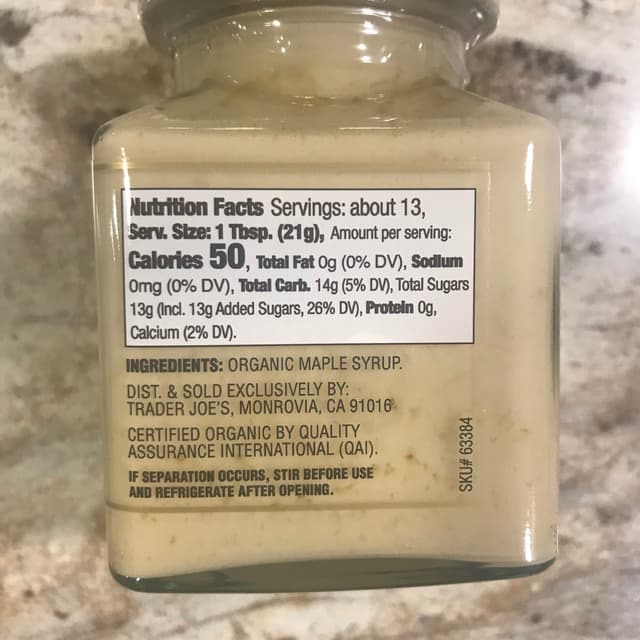 Nutrition Facts Servings: about 13,
Serv. Size: 1 Tbsp. (21g), Amount per serving:
Calories 50, Total Fat 0g (0% DV), Sodium
0mg (0% DV), Total Carb. 14g (5% DV), Total Sugars
13g (Incl. 13g Added Sugars, 26% DV), Protein 0g,
Calcium (2% DV).
INGREDIENTS: ORGANIC MAPLE SYRUP.
DIST. & SOLD EXCLUSIVELY BY:
TRADER JOE'S, MONROVIA, CA 91016
CERTIFIED ORGANIC BY QUALITY
ASSURANCE INTERNATIONAL (QAI).
IF SEPARATION OCCURS, STIR BEFORE USE
AND REFRIGERATE AFTER OPENING.
SKU# 63384